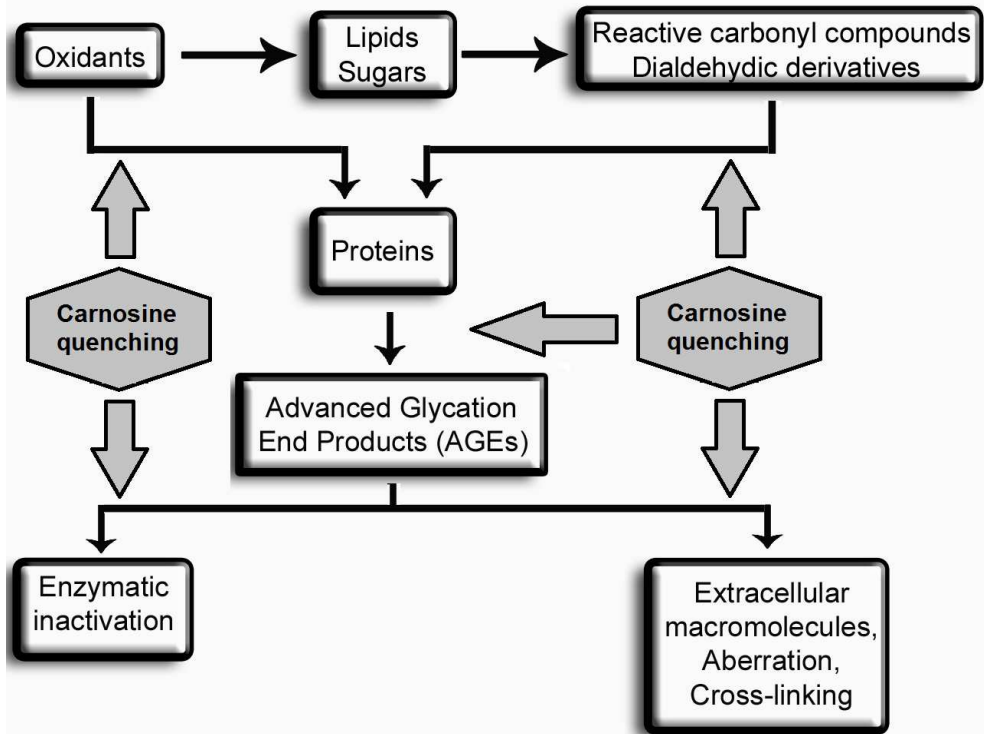 Oxidants
Lipids
Sugars
Reactive carbonyl compounds
Dialdehydic derivatives
Proteins
Carnosine
quenching
Carnosine
quenching
Advanced Glycation
End Products (AGEs)
Enzymatic
inactivation
Extracellular
macromolecules,
Aberration,
Cross-linking